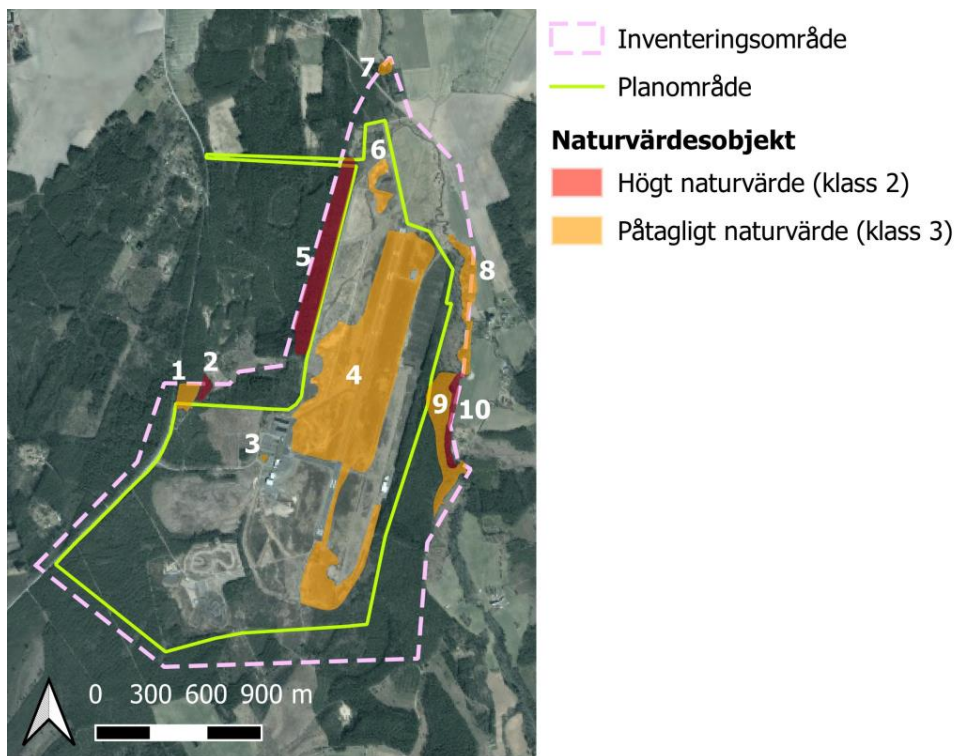 7
6
5
8
2
1
4
9
10
3
0 300 600 900 m
Inventeringsområde
Planområde
Naturvärdesobjekt
Högt naturvärde (klass 2)
Påtagligt naturvärde (klass 3)